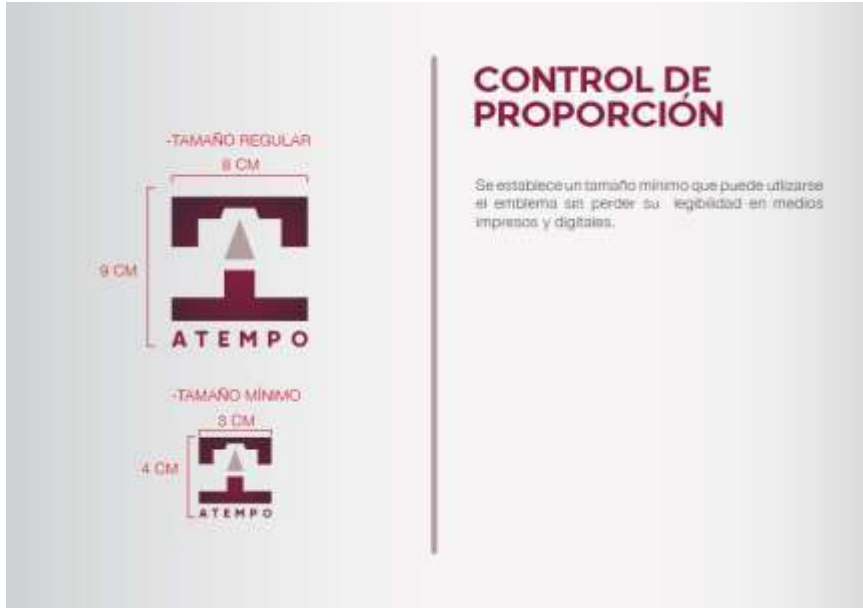 -TAMAÑO REGULAR
8 CM
9 CM
ATEMPO
-TAMAÑO MÍNIMO
3 CM
4 CM
ATEMPO
CONTROL DE
PROPORCIÓN
Se establece un tamaño mínimo que puede utlizarse
el emblema sin perder su legibilidad en medios
impresos y digitales.